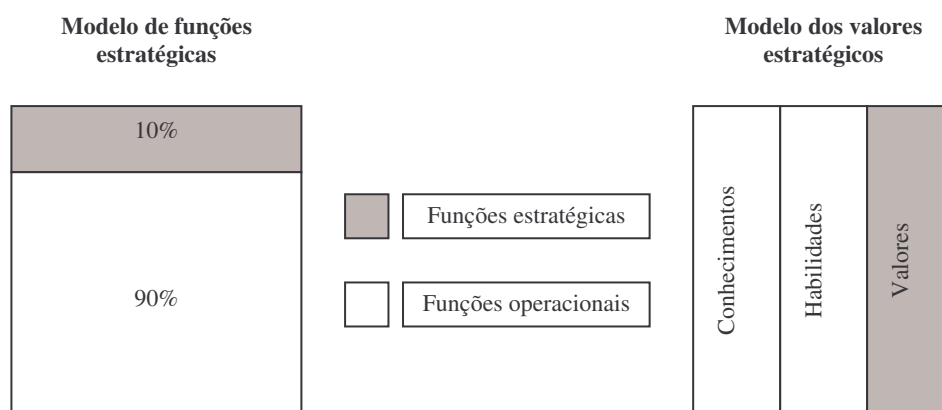 Modelo de funções
estratégicas
10%
90%
Funções estratégicas
Funções operacionais
Modelo dos valores
estratégicos
Conhecimentos
Habilidades
Valores